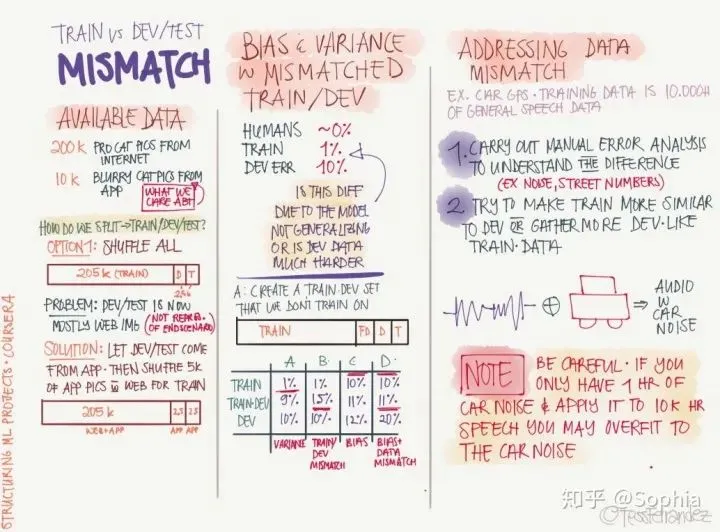 TRAIN vs DEV/TEST
MISMATCH
AVAILABLE DATA
200k PRO CAT PICS FROM
INTERNET
10k BLURRY CAT PICS FROM
APP
WHAT WE
CARE ABT
HOW DO WE SPLIT → TRAIN/DEV/TEST?
OPTION 1: SHUFFLE ALL
205k (TRAIN) D T
PROBLEM: DEV/TEST IS NOW
MOSTLY WEB IMG (NOT REPR.
OF END SCENARIO)
SOLUTION: LET DEV/TEST COME
FROM APP. THEN SHUFFLE 5K
OF APP PICS W WEB FOR TRAIN
205k 2.5 2.5
WEB+APP APP APP
STRUCTURING ML PROJECTS · COURSERA
BIAS & VARIANCE
W MISMATCHED
TRAIN/DEV
HUMANS ~0%
TRAIN 1%
DEV ERR 10%
IS THIS DIFF
DUE TO THE MODEL
NOT GENERALIZING
OR IS DEV DATA
MUCH HARDER
A: CREATE A TRAIN-DEV SET
THAT WE DON'T TRAIN ON
TRAIN D T
A B C D
TRAIN 1% 1% 10% 10%
TRAIN-DEV 9% 1.5% 11% 11%
DEV 10% 10% 12% 20%
VARIANCE TRAIN/ BIAS BIAS+
DEV DATA
MISMATCH MISMATCH
ADDRESSING DATA
MISMATCH
EX. CAR GPS · TRAINING DATA IS 10.000H
OF GENERAL SPEECH DATA
1. CARRY OUT MANUAL ERROR ANALYSIS
TO UNDERSTAND THE DIFFERENCE
(EX NOISE, STREET NUMBERS)
2. TRY TO MAKE TRAIN MORE SIMILAR
TO DEV OR GATHER MORE DEV-LIKE
TRAIN-DATA
⊕ ⇒ AUDIO
W
CAR
NOISE
NOTE BE CAREFUL · IF YOU
ONLY HAVE 1 HR OF
CAR NOISE & APPLY IT TO 10K HR
SPEECH YOU MAY OVERFIT TO
THE CAR NOISE
知乎 @Sophia
@TessFerrandez